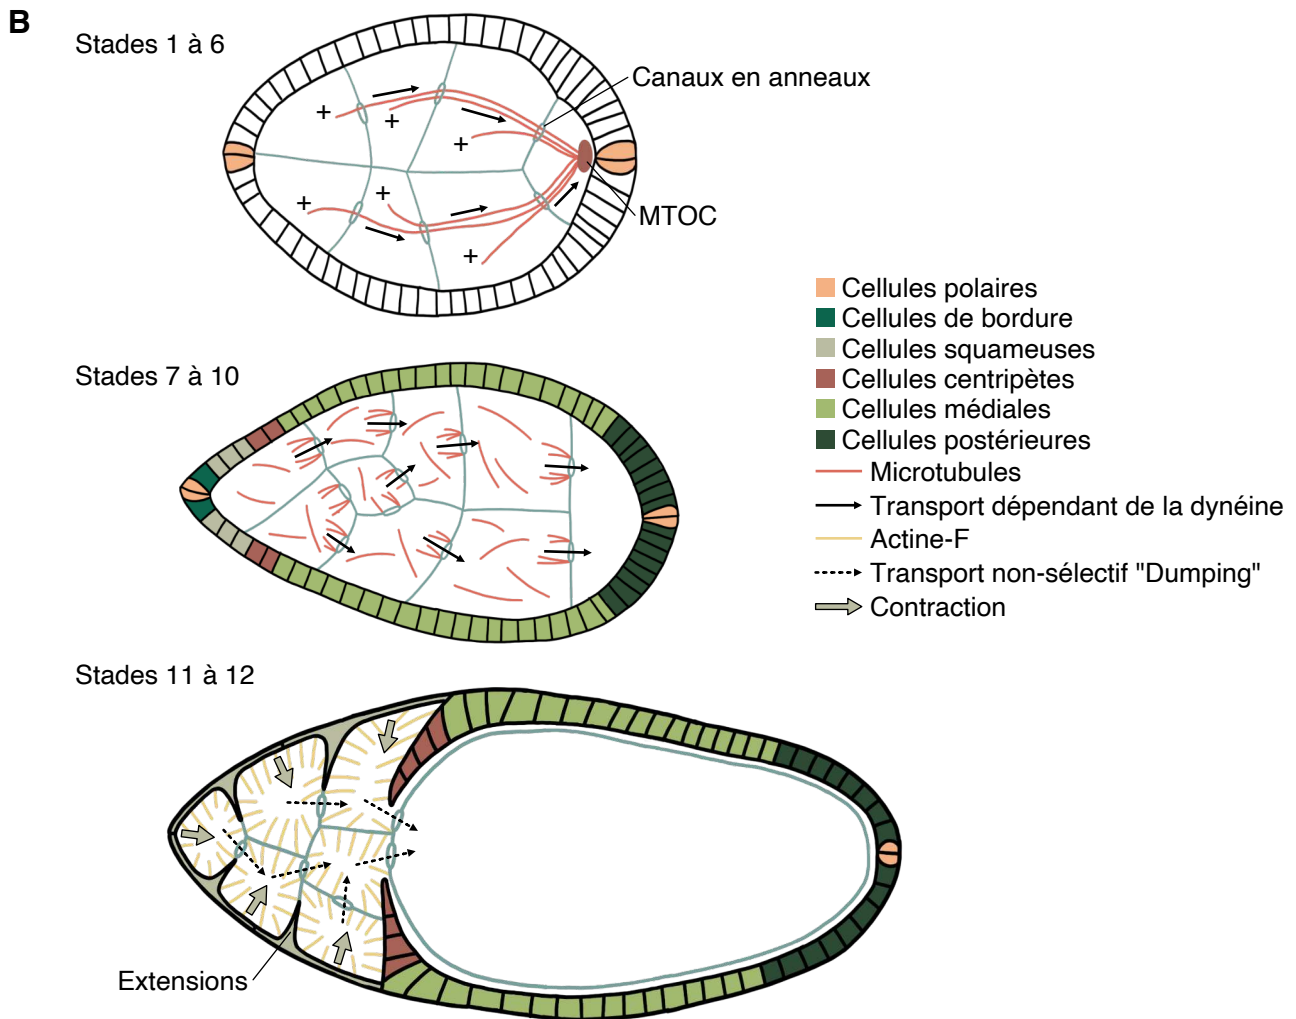 B
Stades 1 à 6
Canaux en anneaux
+
+
+
+
+
+
MTOC
Cellules polaires
Cellules de bordure
Cellules squameuses
Cellules centripètes
Cellules médiales
Cellules postérieures
Microtubules
Transport dépendant de la dynéine
Actine-F
Transport non-sélectif "Dumping"
Contraction
Stades 7 à 10
Stades 11 à 12
Extensions